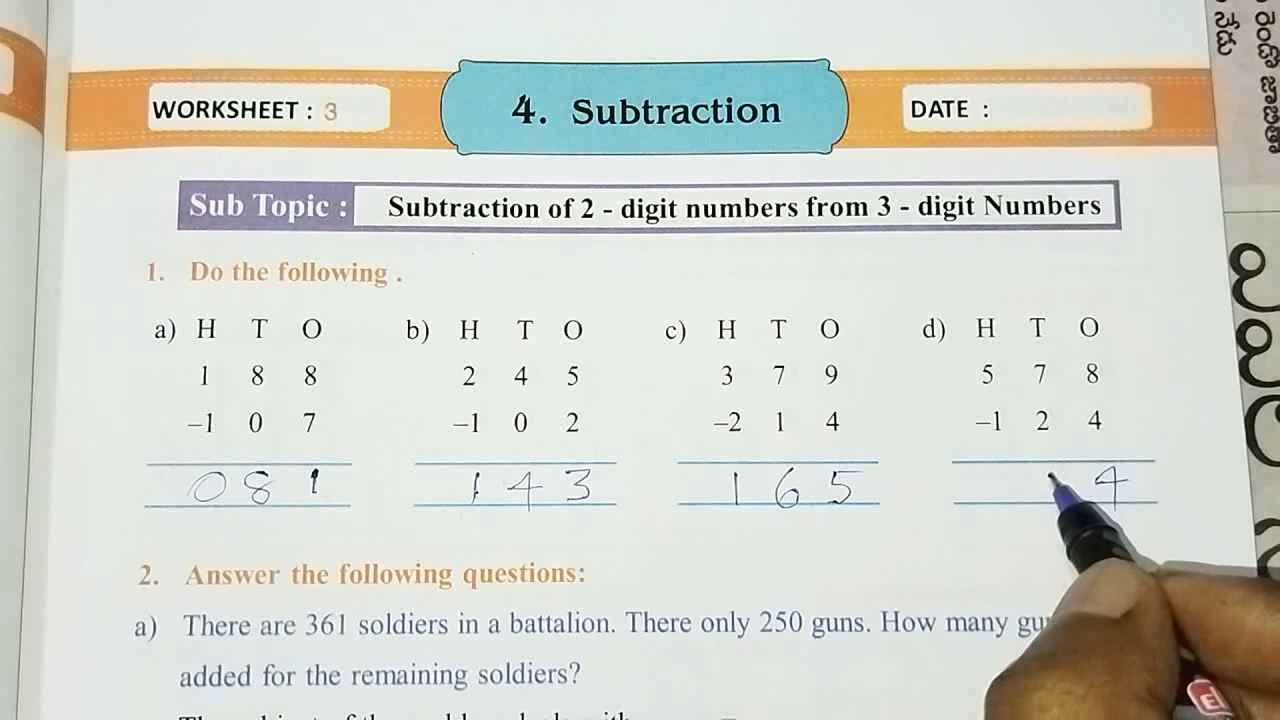 WORKSHEET : 3
4. Subtraction
DATE :
Sub Topic : Subtraction of 2 - digit numbers from 3 - digit Numbers
1. Do the following .
a) H T O b) H T O c) H T O d) H T O
1 8 8 2 4 5 3 7 9 5 7 8
–1 0 7 –1 0 2 –2 1 4 –1 2 4
0 8 1 1 4 3 1 6 5 4
2. Answer the following questions:
a) There are 361 soldiers in a battalion. There only 250 guns. How many
added for the remaining soldiers?